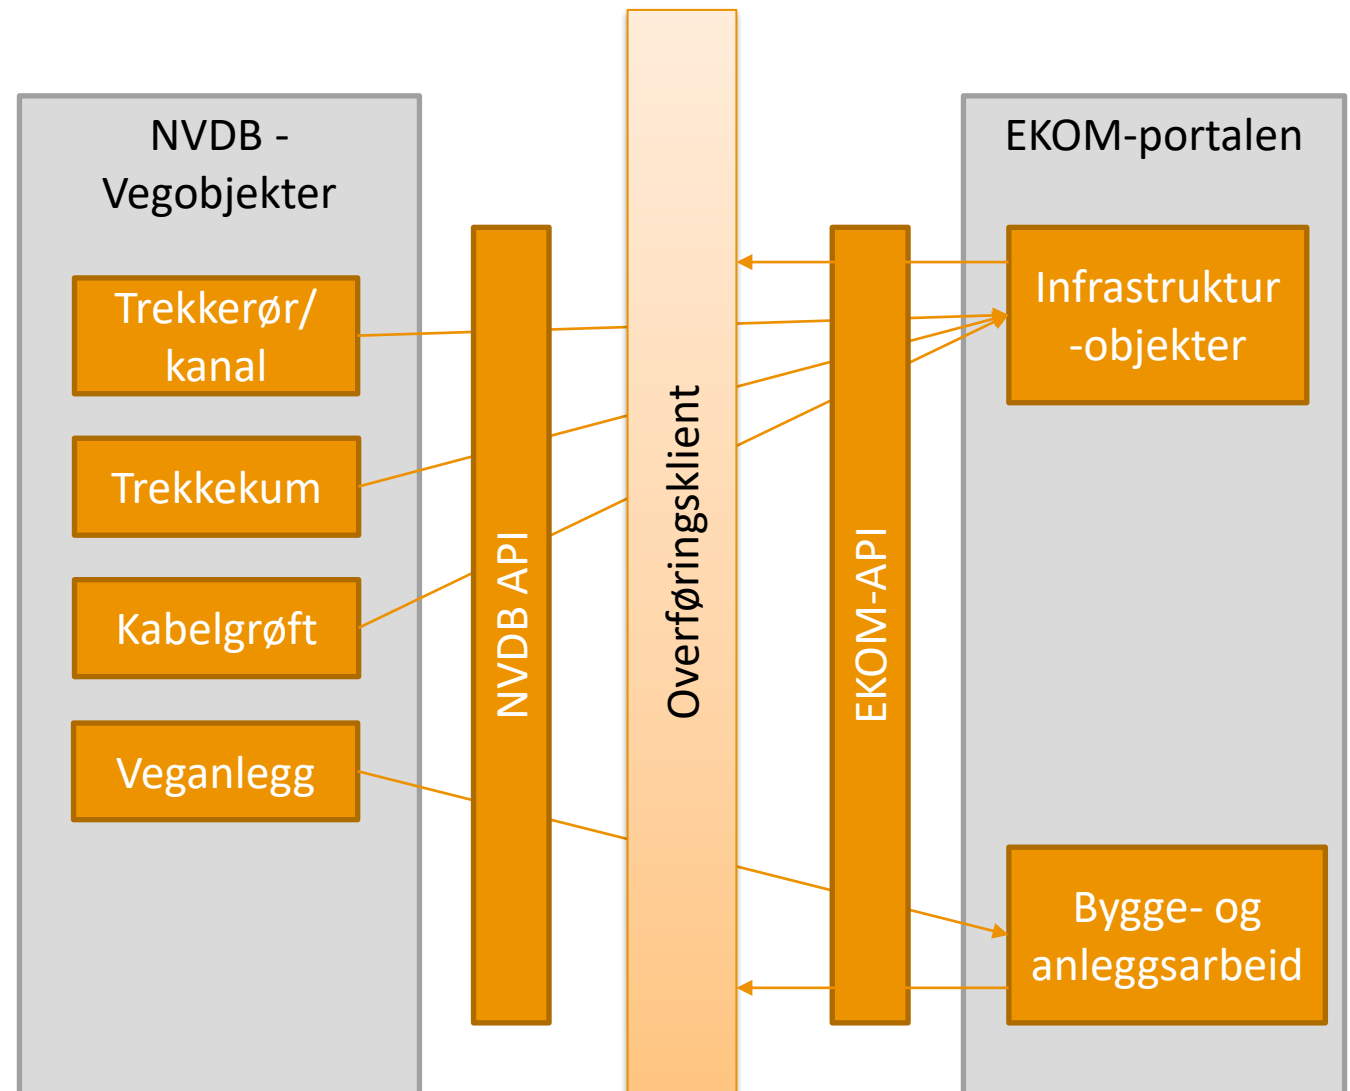 NVDB -
Vegobjekter
Trekkerør/
kanal
Trekkekum
Kabelgrøft
Veganlegg
NVDB API
Overføringsklient
EKOM-API
EKOM-portalen
Infrastruktur
-objekter
Bygge- og
anleggsarbeid